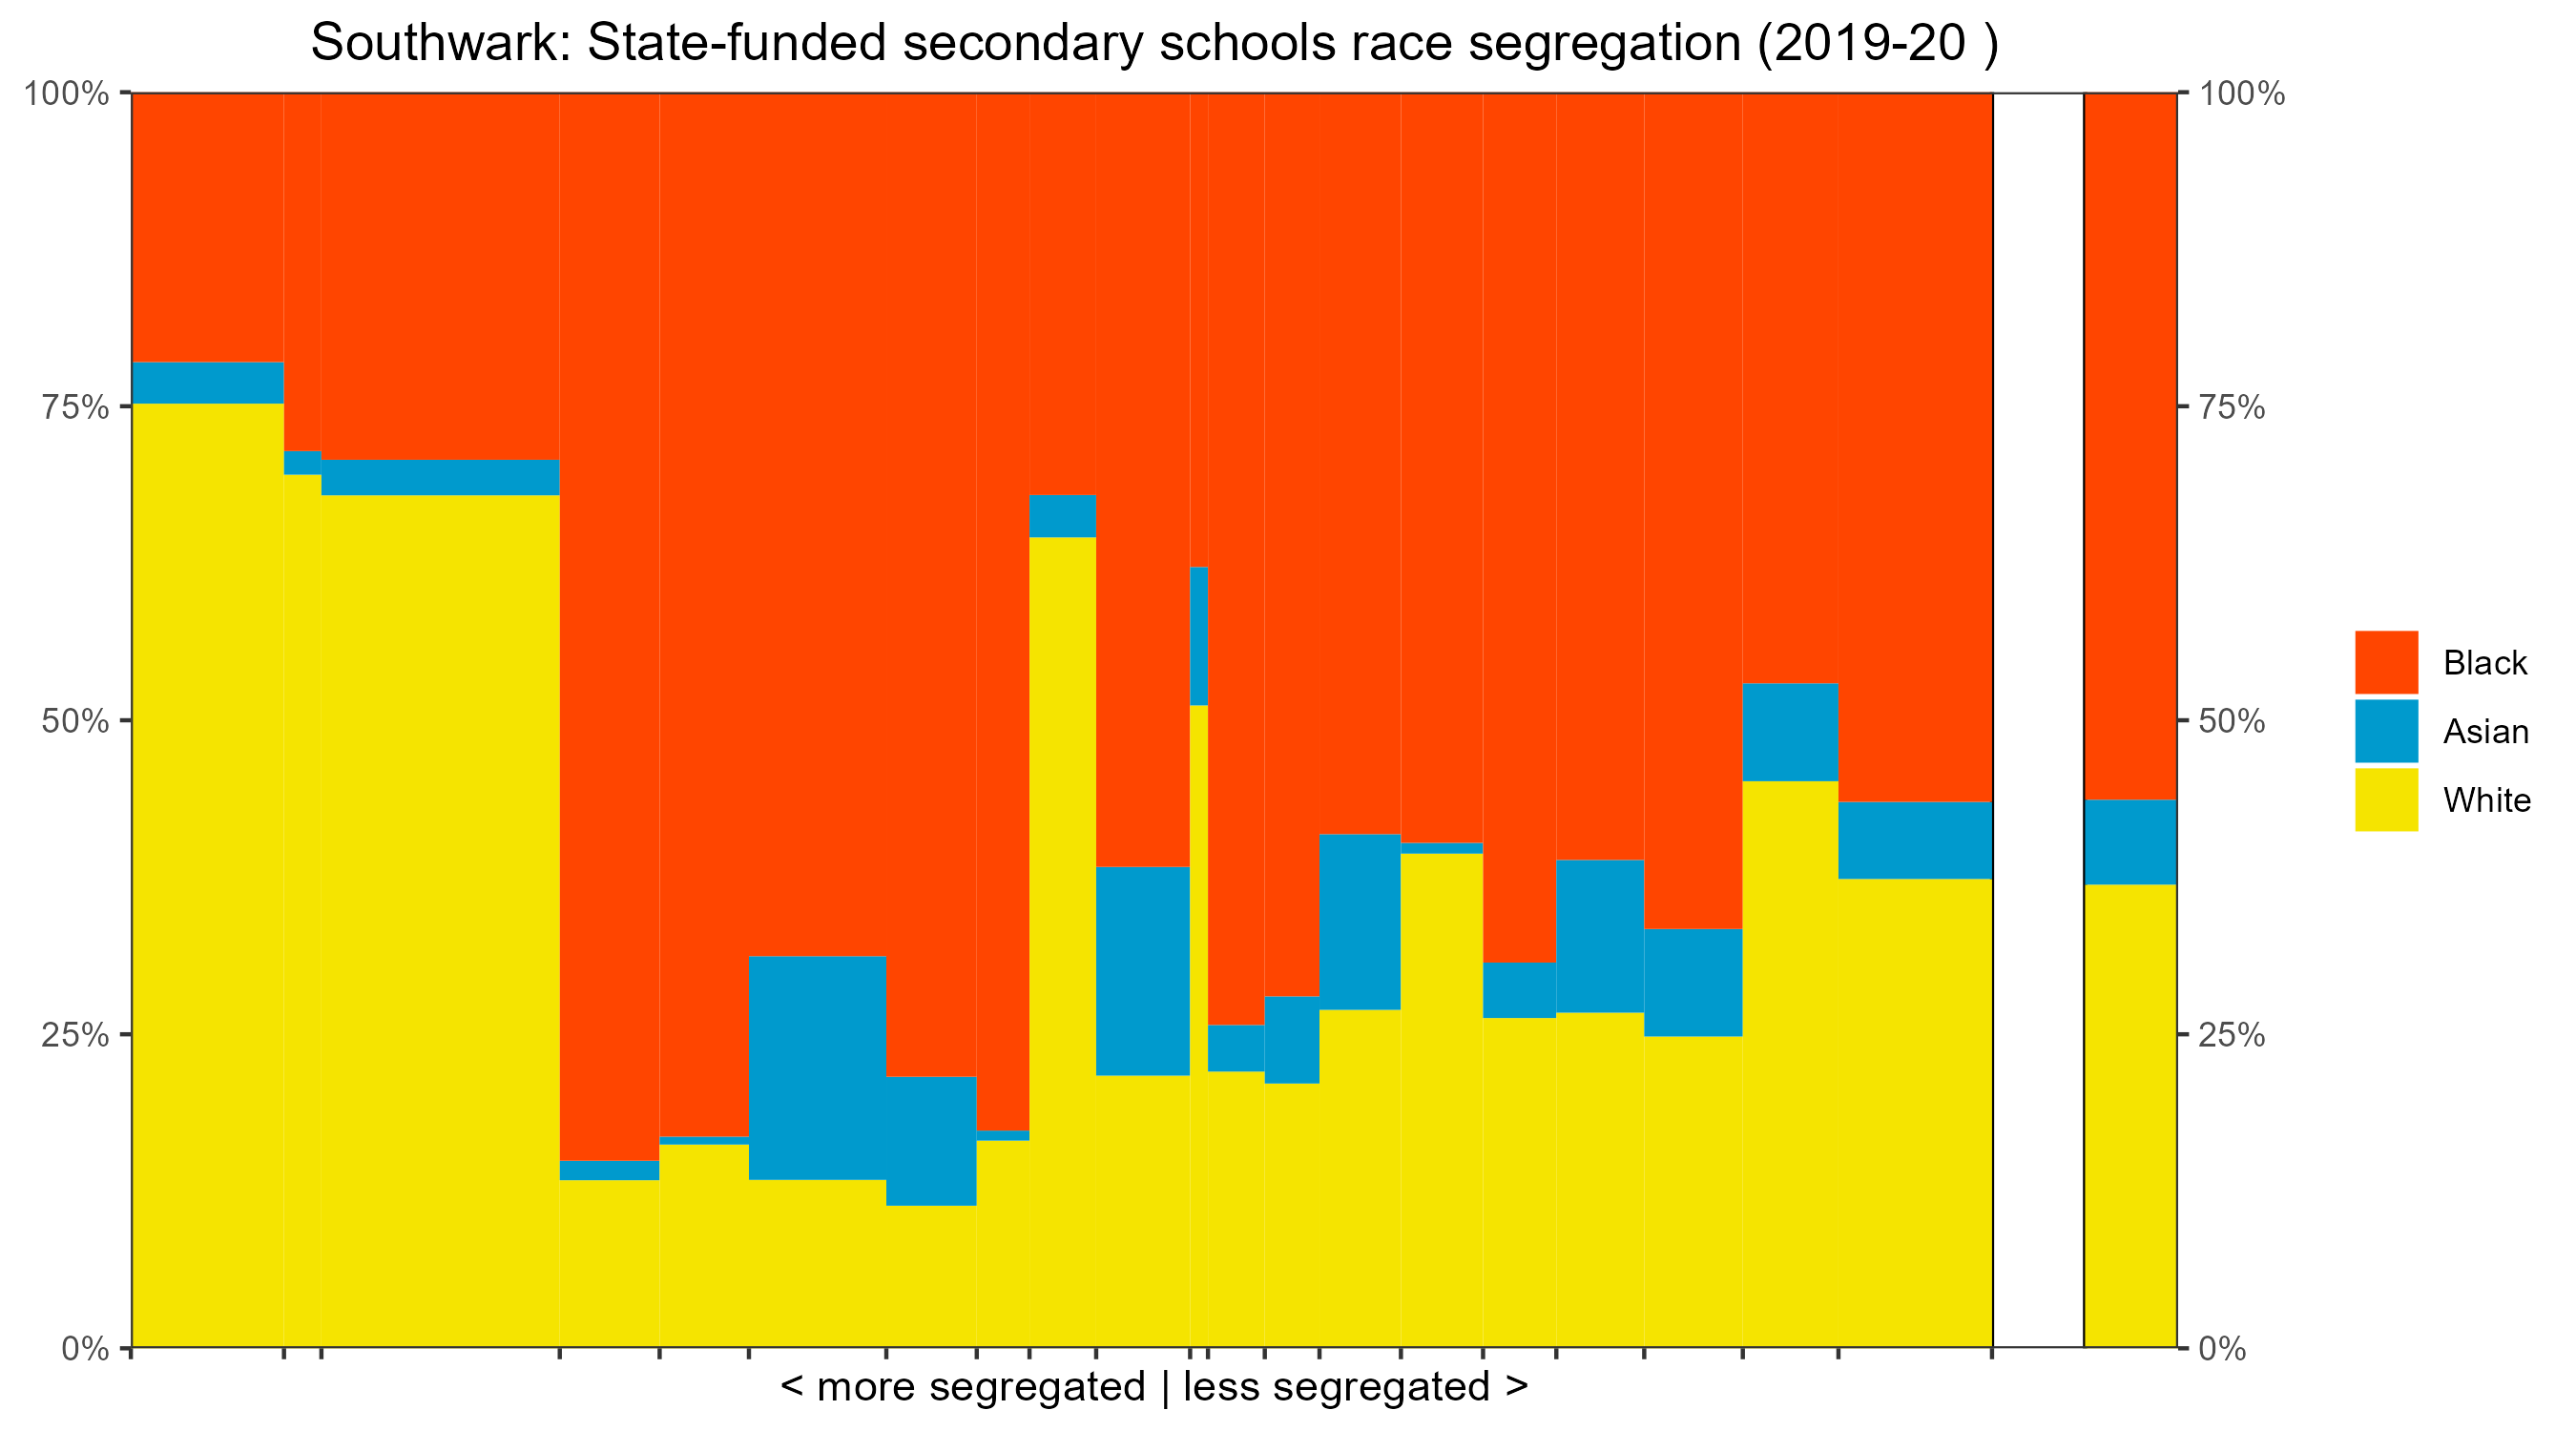 Southwark: State-funded secondary schools race segregation (2019-20 )
100%
75%
50%
25%
0%
100%
75%
50%
25%
0%
Black
Asian
White
< more segregated | less segregated >